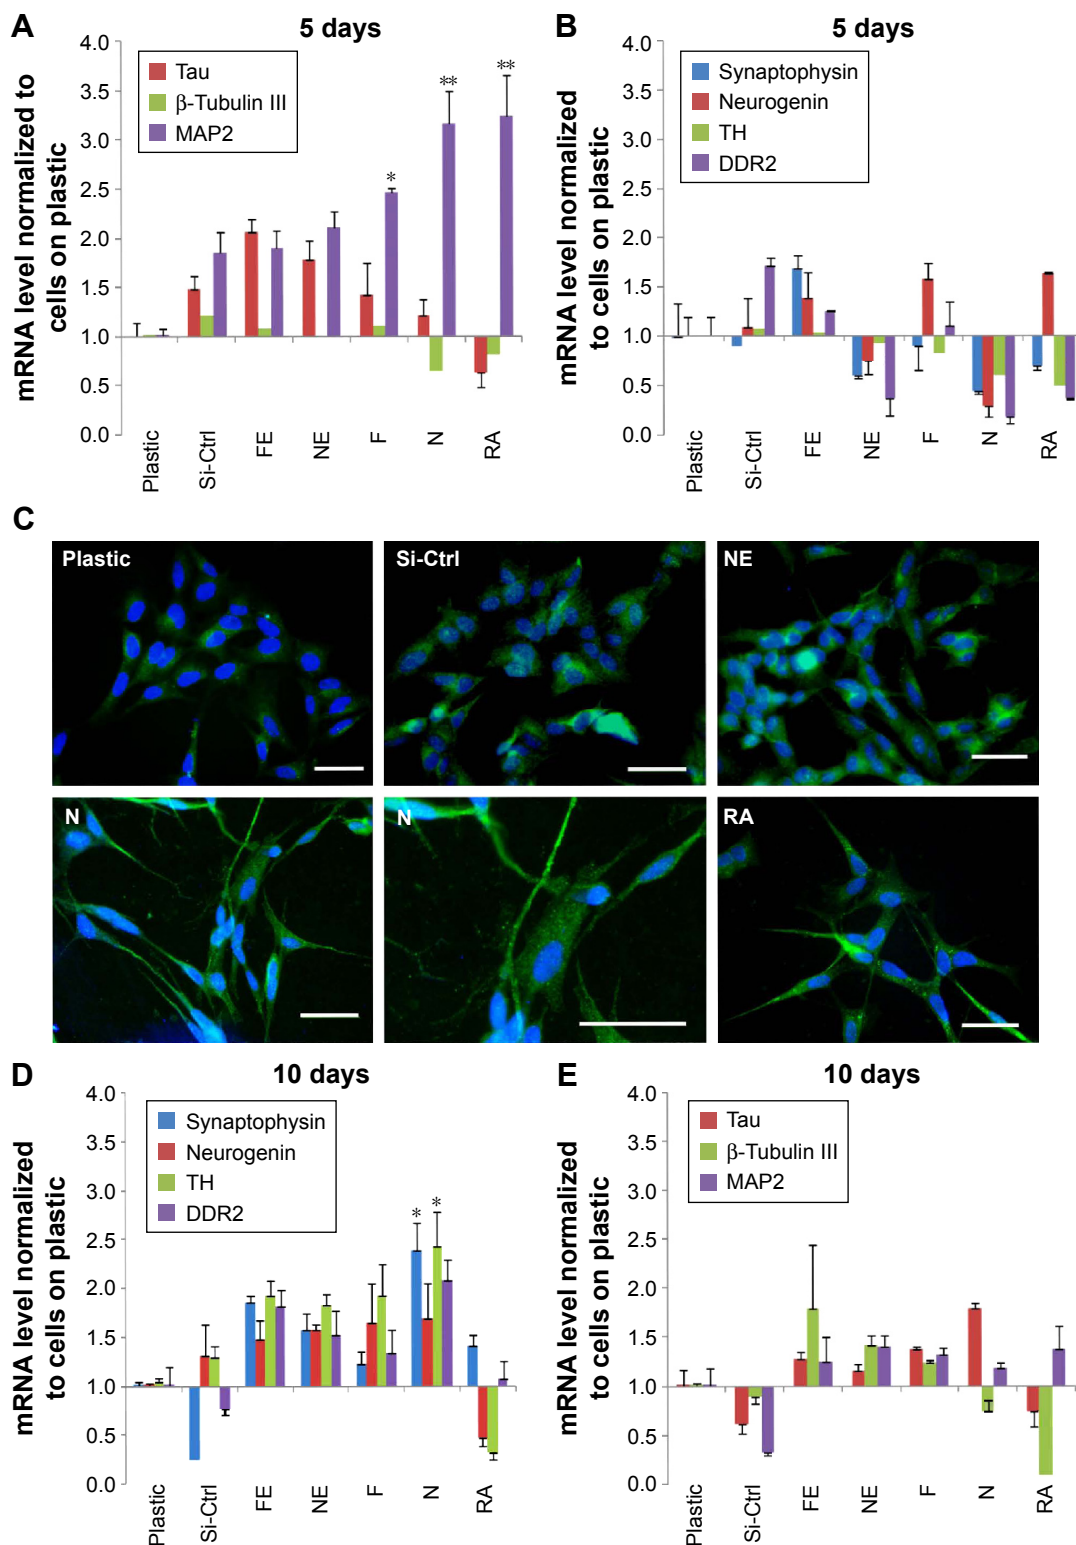 A
5 days
mRNA level normalized to
cells on plastic
4.0
3.5
3.0
2.5
2.0
1.5
1.0
0.5
0.0
Tau
β-Tubulin III
MAP2
*
**
**
Plastic
Si-Ctrl
FE
NE
F
N
RA
B
5 days
mRNA level normalized
to cells on plastic
4.0
3.5
3.0
2.5
2.0
1.5
1.0
0.5
0.0
Synaptophysin
Neurogenin
TH
DDR2
Plastic
Si-Ctrl
FE
NE
F
N
RA
C
Plastic
Si-Ctrl
NE
N
N
RA
D
10 days
mRNA level normalized
to cells on plastic
4.0
3.5
3.0
2.5
2.0
1.5
1.0
0.5
0.0
Synaptophysin
Neurogenin
TH
DDR2
*
*
Plastic
Si-Ctrl
FE
NE
F
N
RA
E
10 days
mRNA level normalized
to cells on plastic
4.0
3.5
3.0
2.5
2.0
1.5
1.0
0.5
0.0
Tau
β-Tubulin III
MAP2
Plastic
Si-Ctrl
FE
NE
F
N
RA